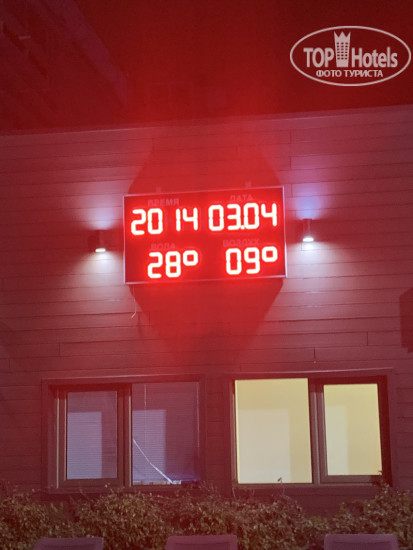 TOP Hotels
ФОТО ТУРИСТА
ВРЕМЯ ДАТА
20 14 03.04
ВОДА ВОЗДУХ
28° 09°